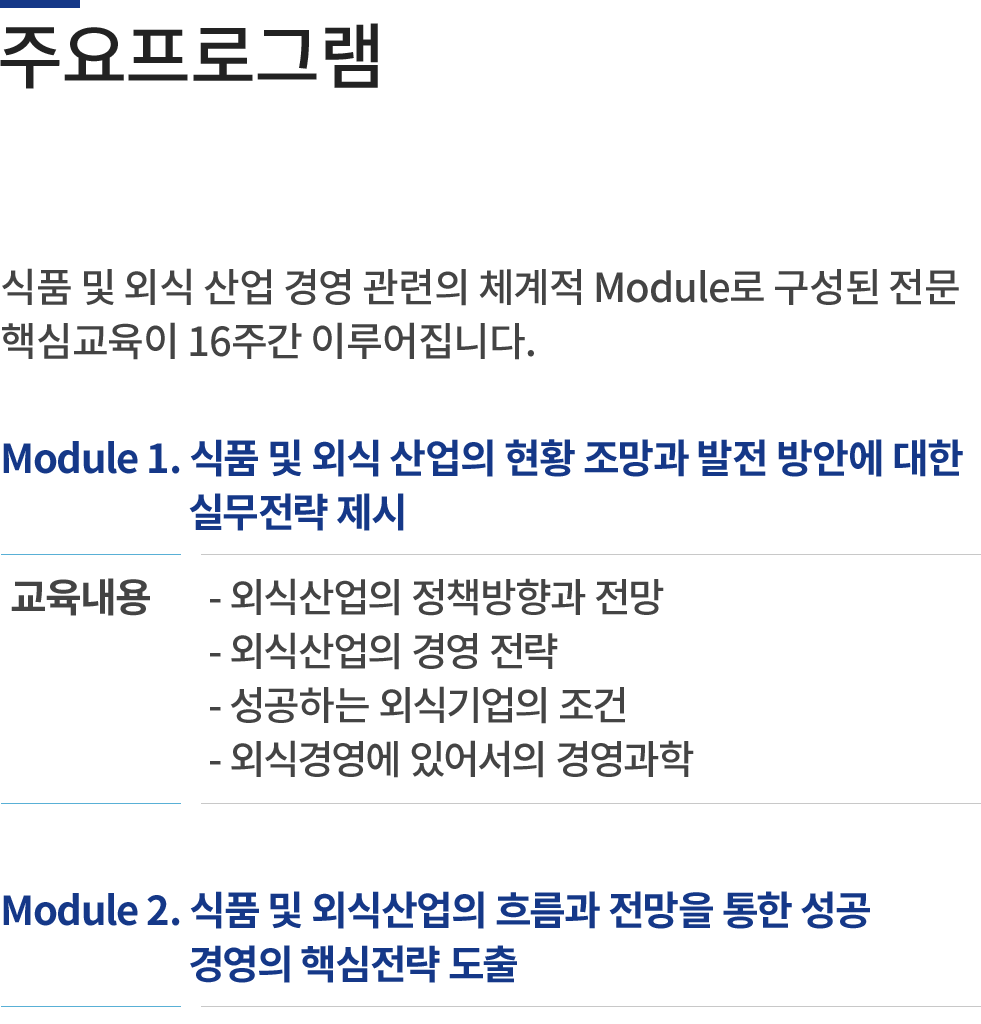 주요프로그램
식품 및 외식 산업 경영 관련의 체계적 Module로 구성된 전문
핵심교육이 16주간 이루어집니다.
Module 1. 식품 및 외식 산업의 현황 조망과 발전 방안에 대한
실무전략 제시
교육내용 - 외식산업의 정책방향과 전망
- 외식산업의 경영 전략
- 성공하는 외식기업의 조건
- 외식경영에 있어서의 경영과학
Module 2. 식품 및 외식산업의 흐름과 전망을 통한 성공
경영의 핵심전략 도출